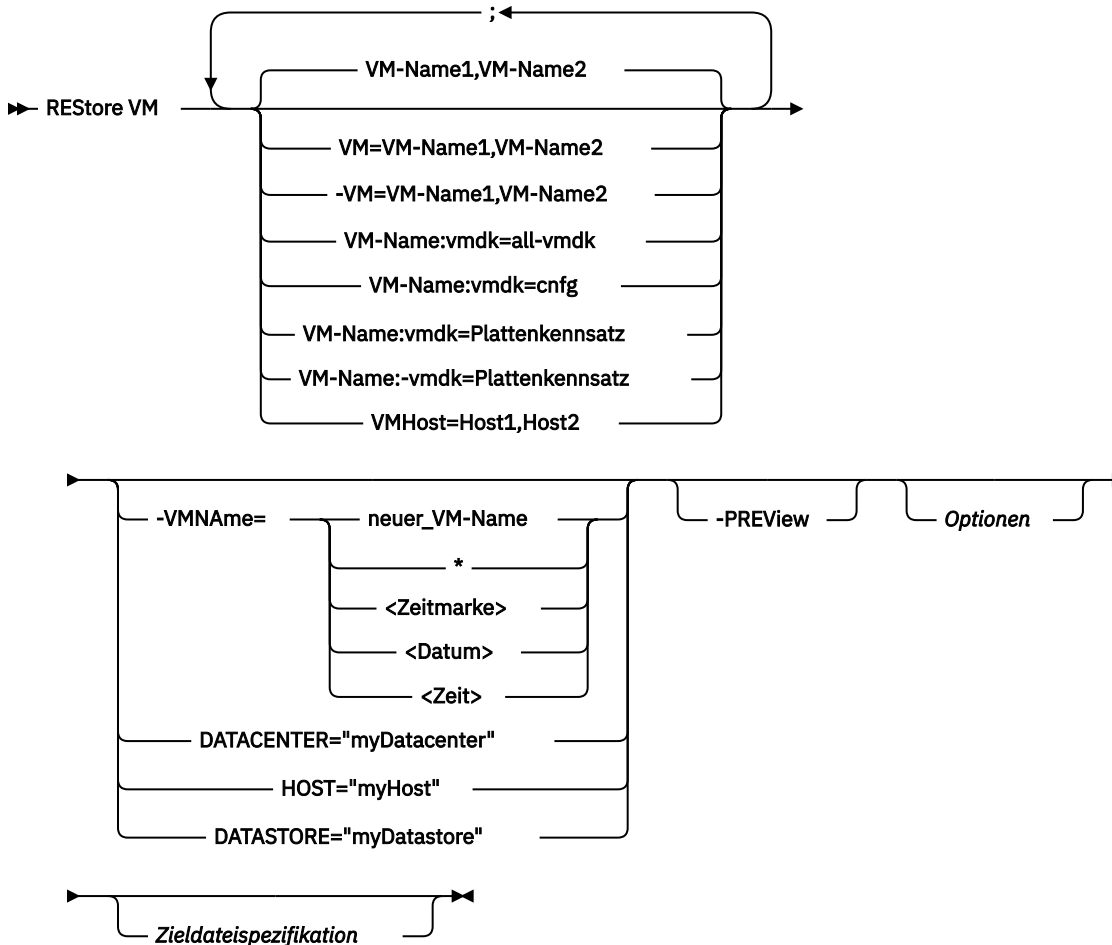 ;
VM-Name1,VM-Name2
REStore VM
VM=VM-Name1,VM-Name2
-VM=VM-Name1,VM-Name2
VM-Name:vmdk=all-vmdk
VM-Name:vmdk=cnfg
VM-Name:vmdk=Plattenkennsatz
VM-Name:-vmdk=Plattenkennsatz
VMHost=Host1,Host2
-VMNAme= neuer_VM-Name -PREView Optionen
*
<Zeitmarke>
<Datum>
<Zeit>
DATACENTER="myDatacenter"
HOST="myHost"
DATASTORE="myDatastore"
Zieldateispezifikation